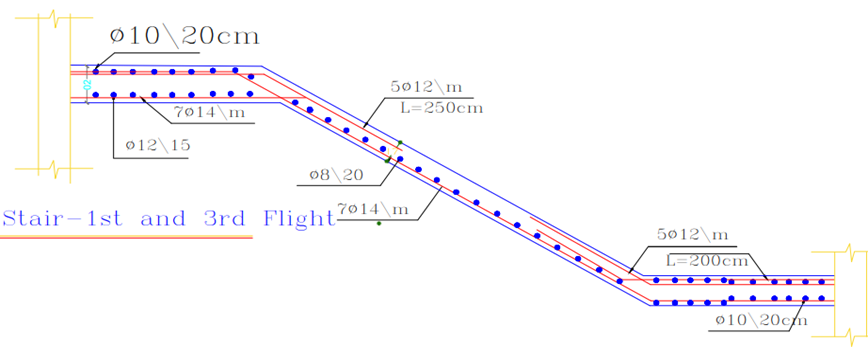 ø10\20cm
5ø12\m
L=250cm
7ø14\m
ø12\15
ø8\20
Stair-1st and 3rd Flight
7ø14\m
5ø12\m
L=200cm
ø10\20cm